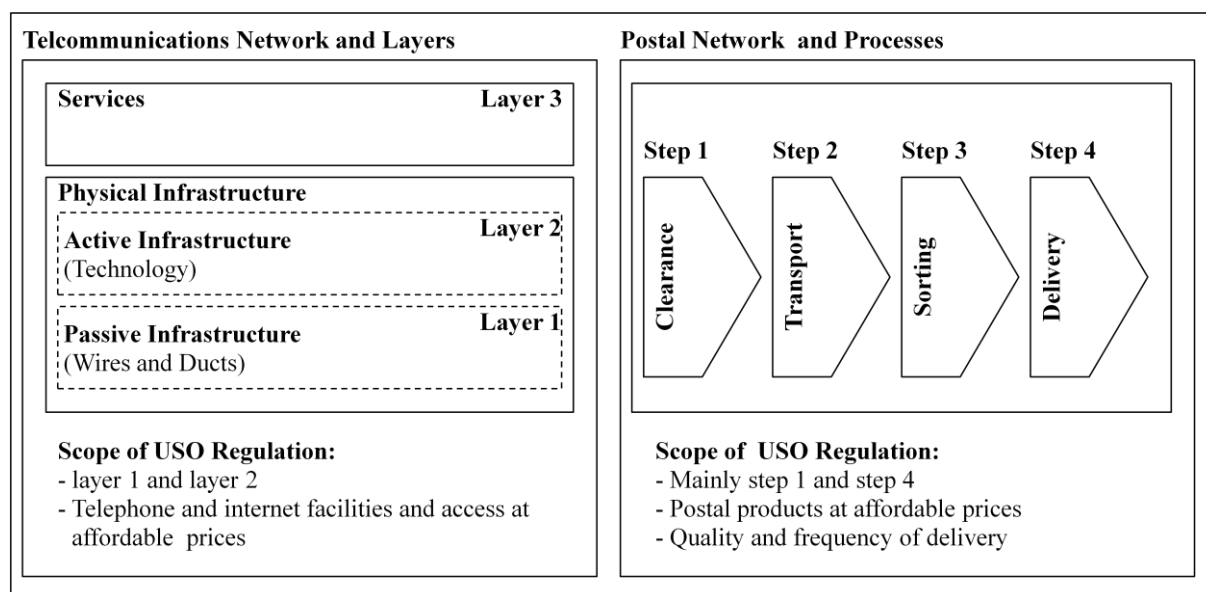 Telcommunications Network and Layers
Services
Layer 3
Physical Infrastructure
Layer 2
Active Infrastructure
(Technology)
Layer 1
Passive Infrastructure
(Wires and Ducts)
Scope of USO Regulation:
- layer 1 and layer 2
- Telephone and internet facilities and access at
affordable prices
Postal Network and Processes
Step 1
Step 2
Step 3
Step 4
Clearance
Transport
Sorting
Delivery
Scope of USO Regulation:
- Mainly step 1 and step 4
- Postal products at affordable prices
- Quality and frequency of delivery